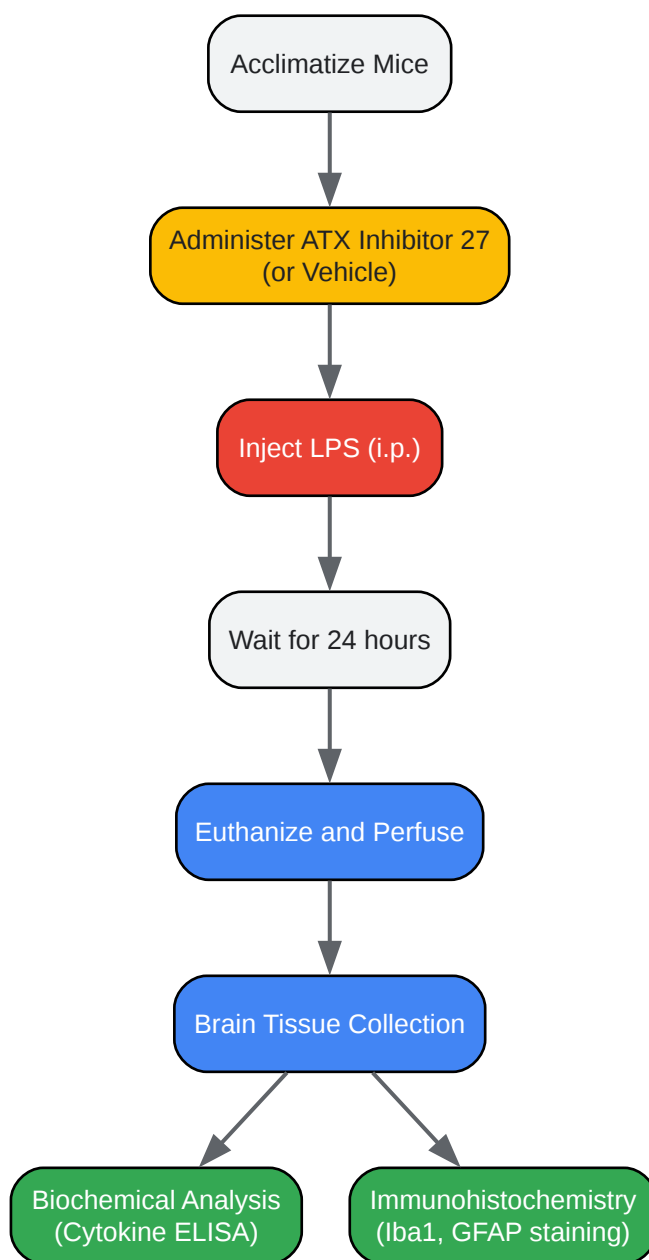 Acclimatize Mice
Administer ATX Inhibitor 27
(or Vehicle)
Inject LPS (i.p.)
Wait for 24 hours
Euthanize and Perfuse
Brain Tissue Collection
Biochemical Analysis
(Cytokine ELISA)
Immunohistochemistry
(Iba1, GFAP staining)